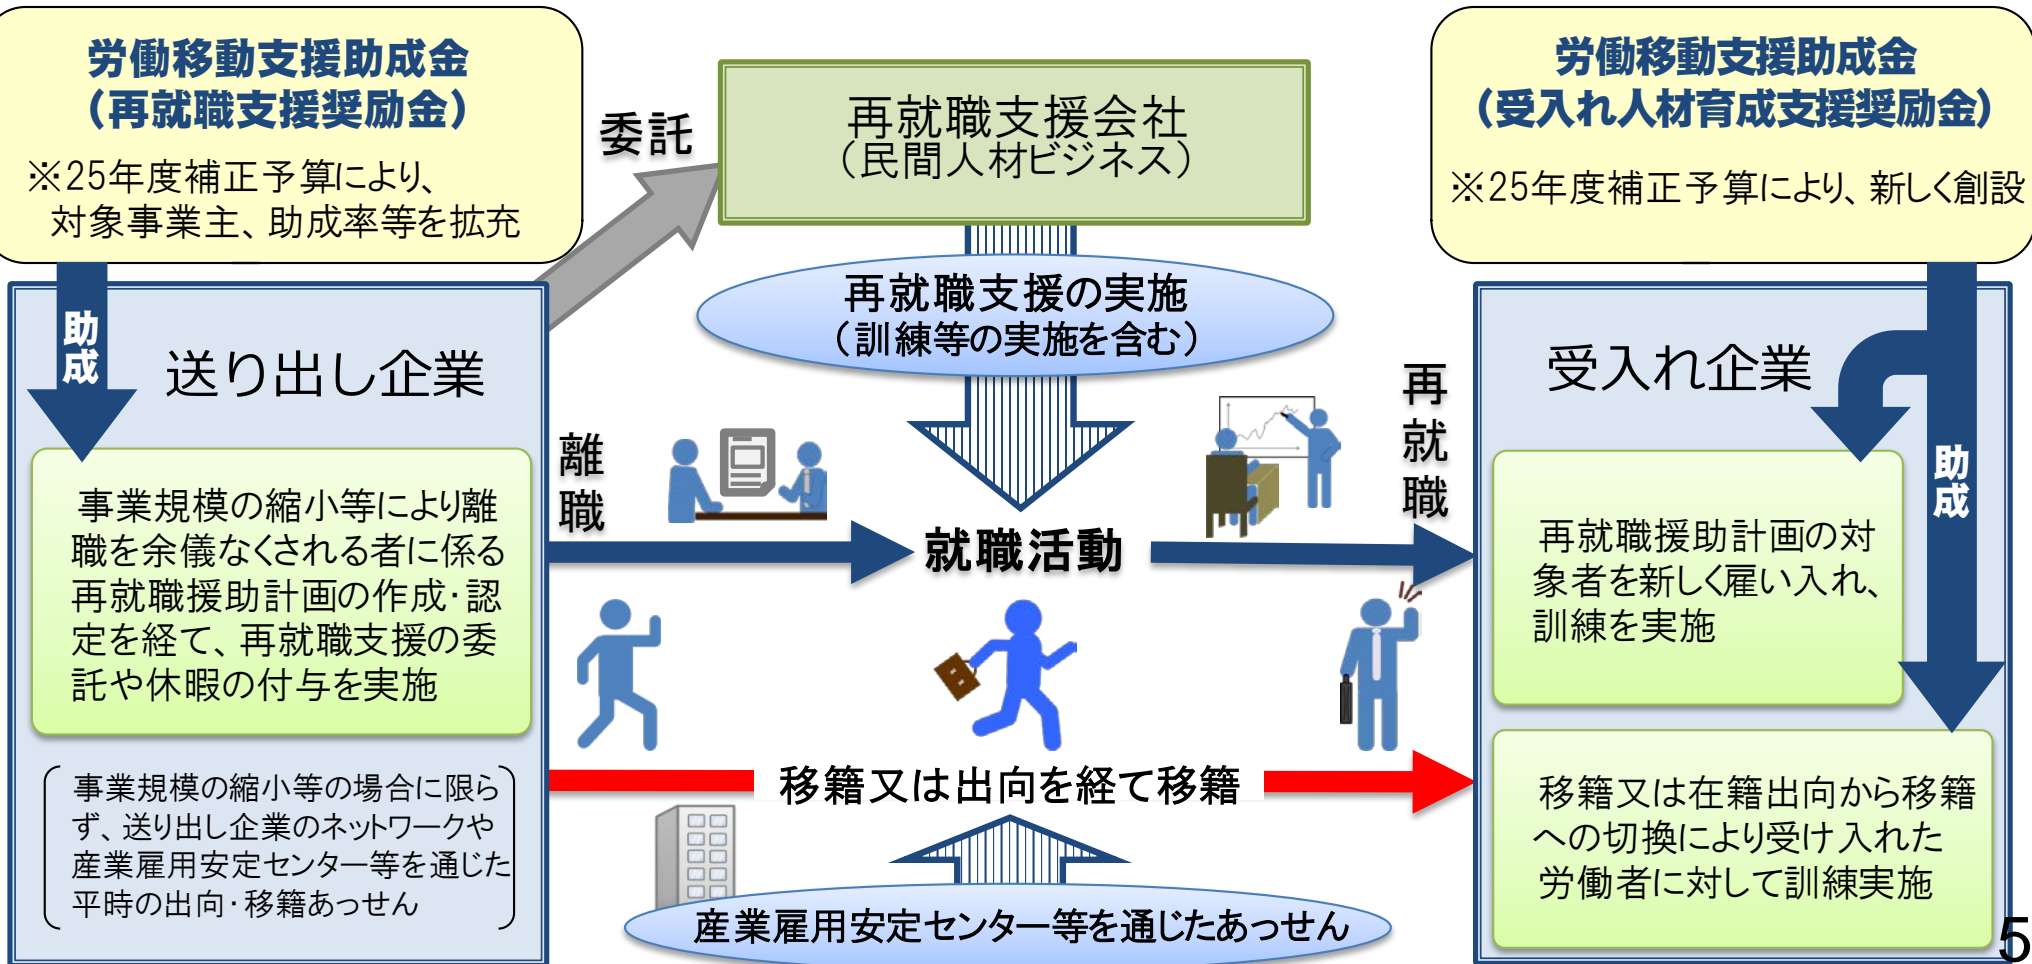 労働移動支援助成金
（再就職支援奨励金）
※25年度補正予算により、
対象事業主、助成率等を拡充
委託
再就職支援会社
（民間人材ビジネス）
労働移動支援助成金
（受入れ人材育成支援奨励金）
※25年度補正予算により、新しく創設
助成
送り出し企業
事業規模の縮小等により離
職を余儀なくされる者に係る
再就職援助計画の作成・認
定を経て、再就職支援の委
託や休暇の付与を実施
事業規模の縮小等の場合に限ら
ず、送り出し企業のネットワークや
産業雇用安定センター等を通じた
平時の出向・移籍あっせん
再就職支援の実施
（訓練等の実施を含む）
離職
就職活動
再就職
移籍又は出向を経て移籍
産業雇用安定センター等を通じたあっせん
受入れ企業
助成
再就職援助計画の対
象者を新しく雇い入れ、
訓練を実施
移籍又は在籍出向から移籍
への切換により受け入れた
労働者に対して訓練実施
5